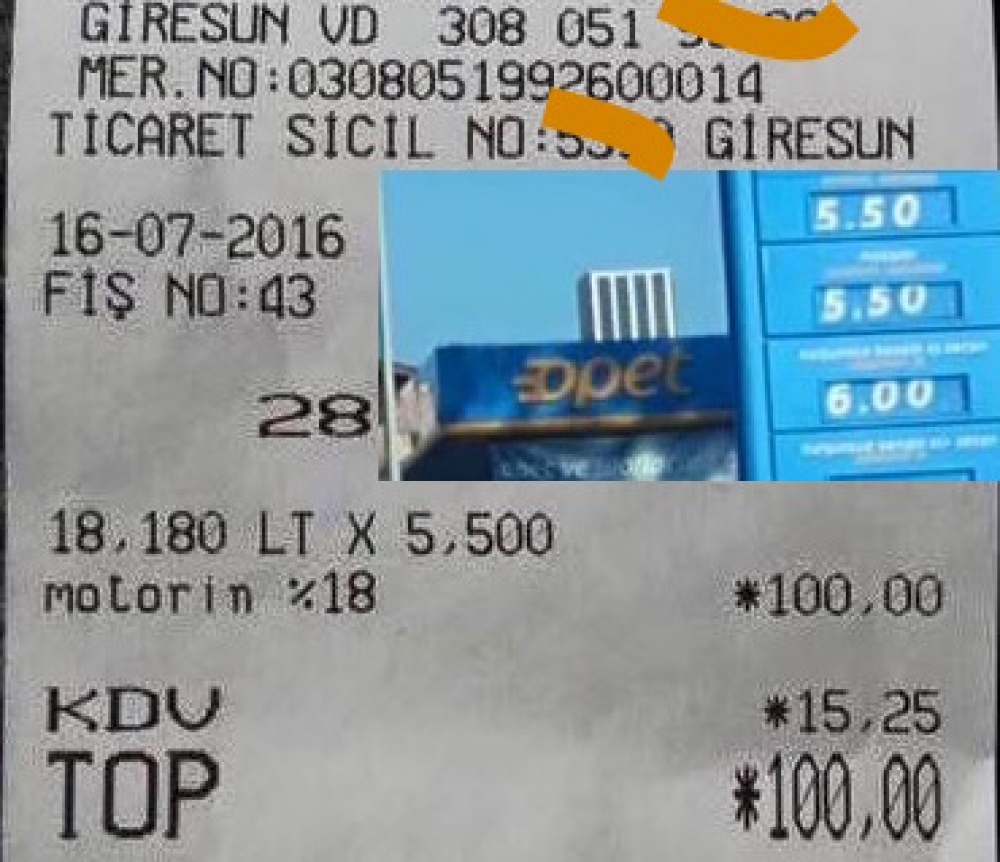 GİRESUN VD 308 051
MER.NO:0308051992600014
TİCARET SİCİL NO: GİRESUN
16-07-2016
FİŞ NO:43
5.50
5.50
opet
6.00
28
18,180 LT X 5,500
motorin %18 *100,00
KDV *15,25
TOP *100,00